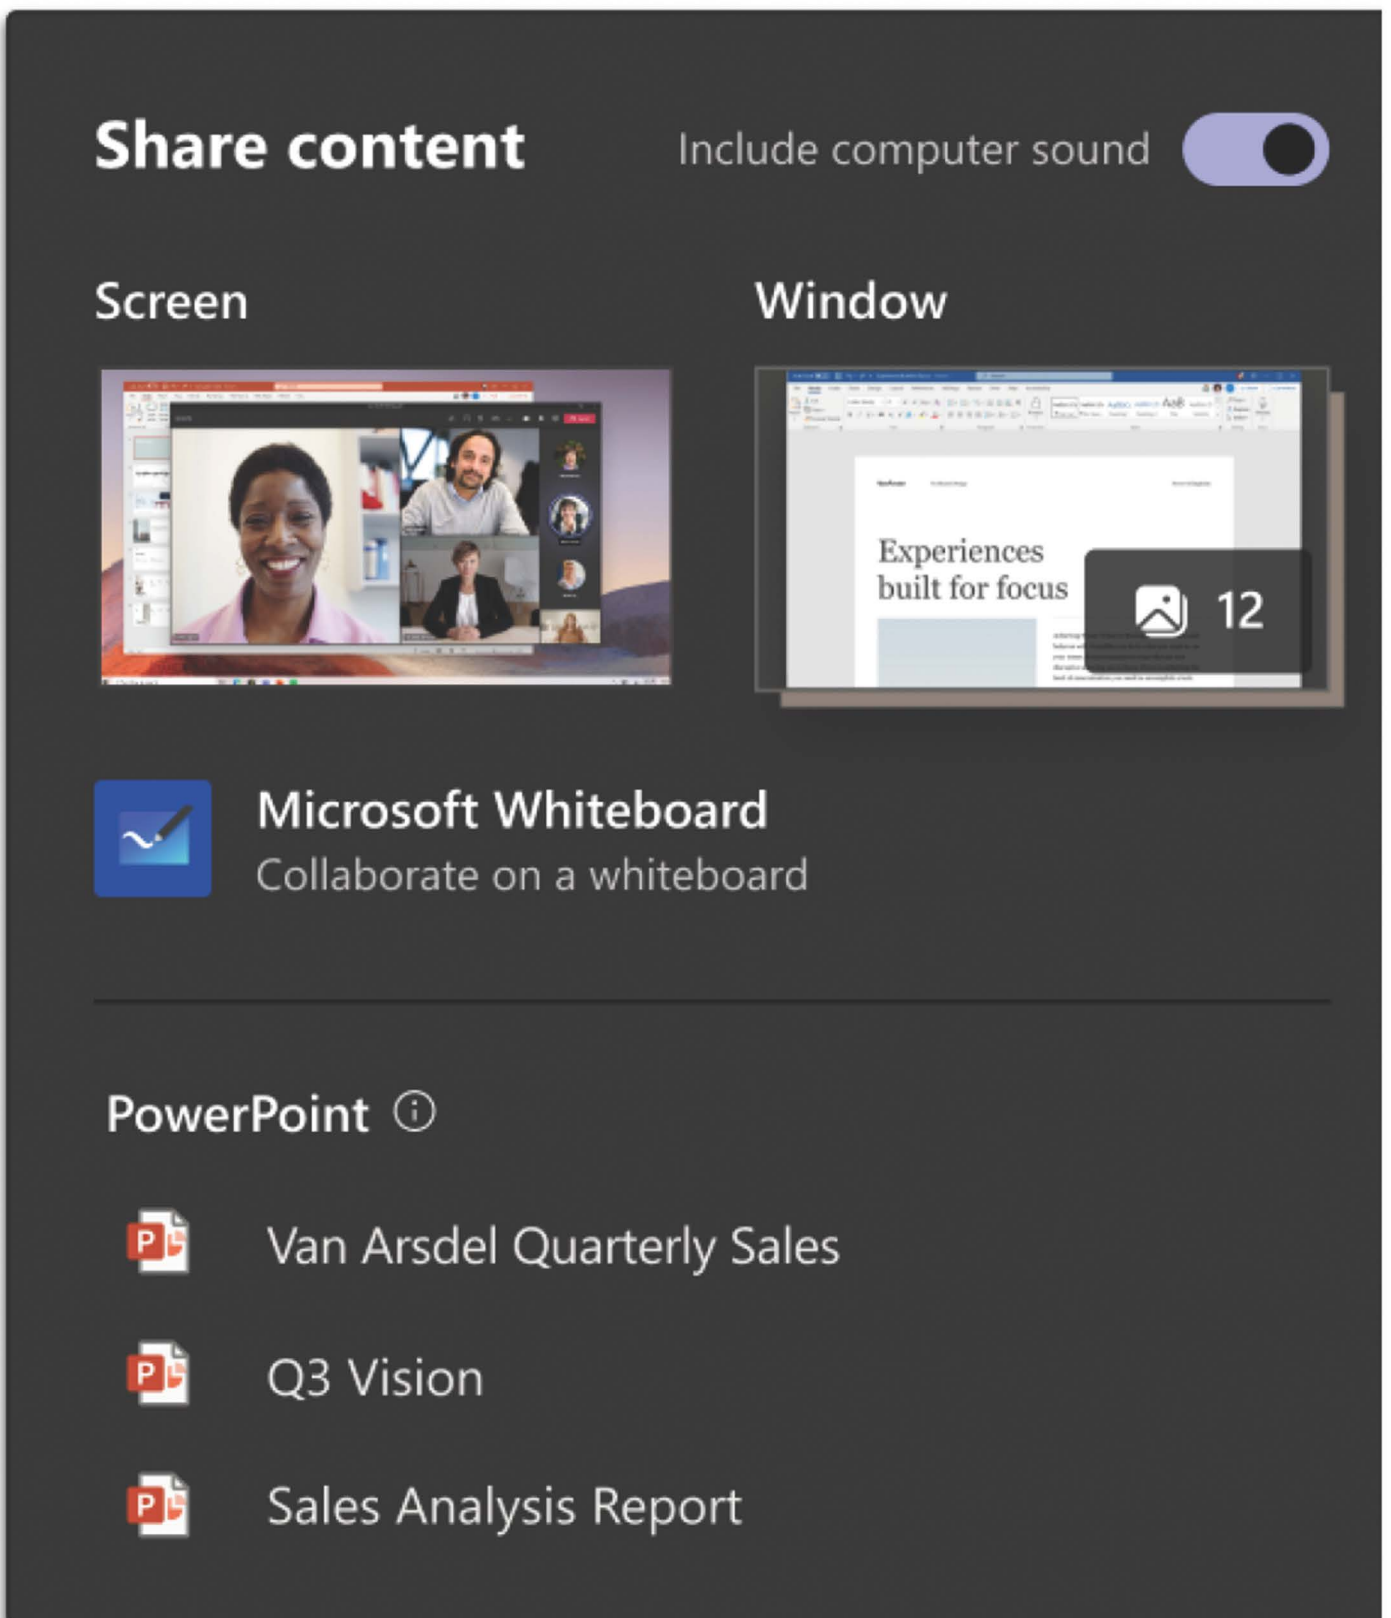 Share content
Include computer sound
Screen
Window
Experiences
built for focus
12
Microsoft Whiteboard
Collaborate on a whiteboard
PowerPoint
Van Arsdel Quarterly Sales
Q3 Vision
Sales Analysis Report